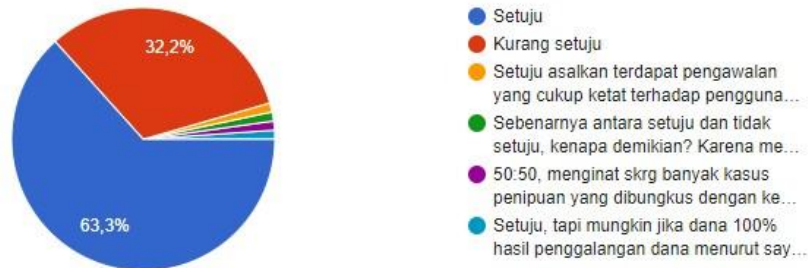 32,2%
63,3%
Setuju
Kurang setuju
Setuju asalkan terdapat pengawalan
yang cukup ketat terhadap pengguna...
Sebenarnya antara setuju dan tidak
setuju, kenapa demikian? Karena me...
50:50, menginat skrg banyak kasus
penipuan yang dibungkus dengan ke...
Setuju, tapi mungkin jika dana 100%
hasil penggalangan dana menurut say...